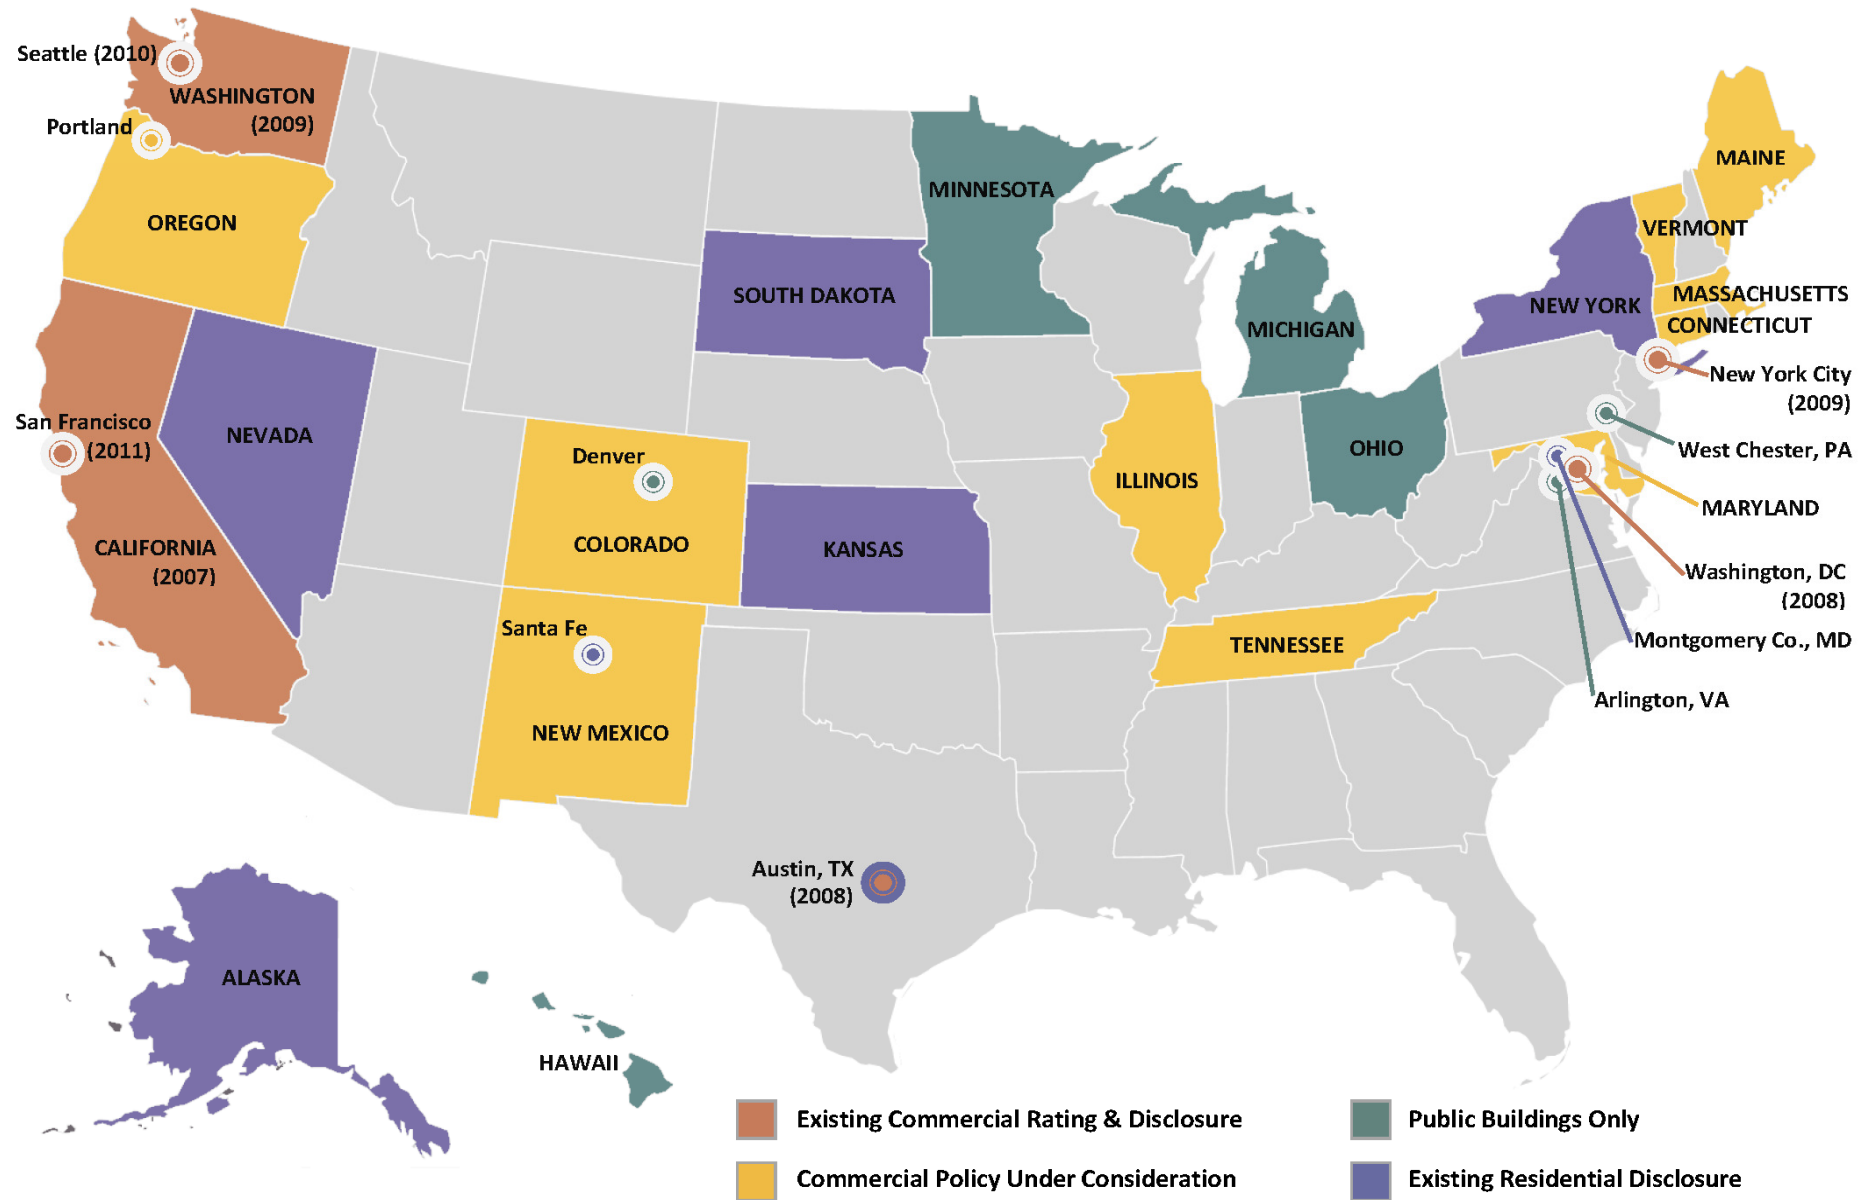 Seattle (2010)
WASHINGTON
(2009)
Portland
OREGON
San Francisco
(2011)
CALIFORNIA
(2007)
NEVADA
Denver
COLORADO
Santa Fe
NEW MEXICO
SOUTH DAKOTA
KANSAS
MINNESOTA
MICHIGAN
ILLINOIS
OHIO
TENNESSEE
Austin, TX
(2008)
ALASKA
HAWAII
MAINE
VERMONT
MASSACHUSETTS
NEW YORK
CONNECTICUT
New York City
(2009)
West Chester, PA
MARYLAND
Washington, DC
(2008)
Montgomery Co., MD
Arlington, VA
Existing Commercial Rating & Disclosure
Commercial Policy Under Consideration
Public Buildings Only
Existing Residential Disclosure